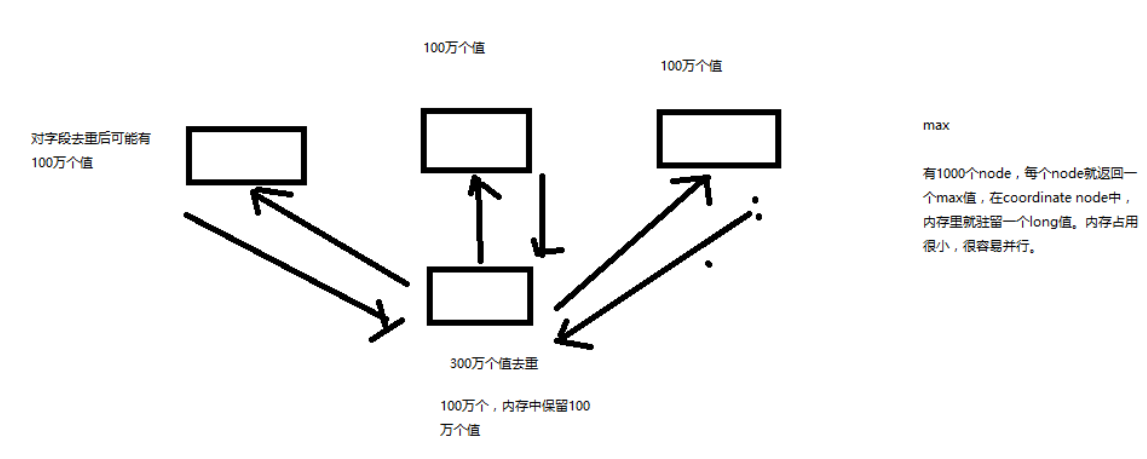 100万个值
100万个值
对字段去重后可能有
100万个值
max
有1000个node，每个node就返回一
个max值，在coordinate node中，
内存里就驻留一个long值。内存占用
很小，很容易并行。
300万个值去重
100万个，内存中保留100
万个值